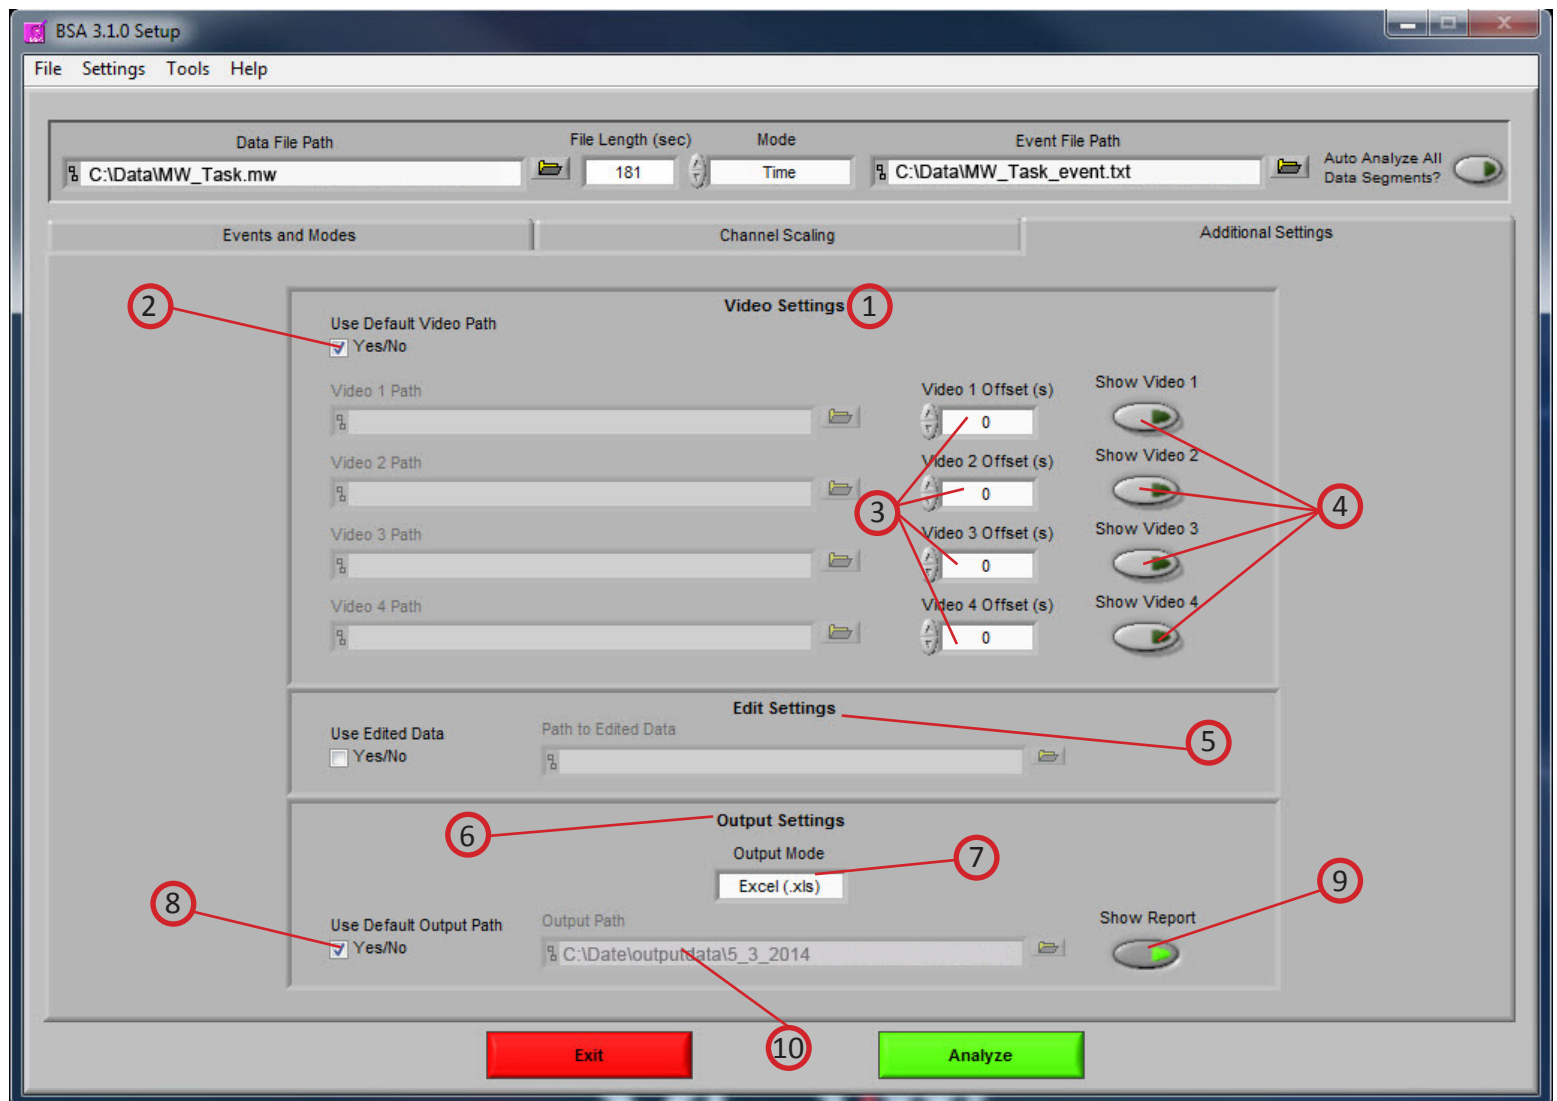 BSA 3.1.0 Setup
File Settings Tools Help
Data File Path
File Length (sec)
Mode
Event File Path
C:\Data\MW_Task.mw
181
Time
C:\Data\MW_Task_event.txt
Auto Analyze All
Data Segments?
Events and Modes
Channel Scaling
Additional Settings
Video Settings
1
2
Use Default Video Path
Yes/No
Video 1 Path
Video 1 Offset (s)
0
Show Video 1
Video 2 Path
Video 2 Offset (s)
0
Show Video 2
3
4
Video 3 Path
Video 3 Offset (s)
0
Show Video 3
Video 4 Path
Video 4 Offset (s)
0
Show Video 4
Edit Settings
5
Use Edited Data
Yes/No
Path to Edited Data
Output Settings
6
Output Mode
7
Excel (.xls)
8
9
Use Default Output Path
Yes/No
Output Path
C:\Date\outputdata\5_3_2014
Show Report
10
Exit
Analyze